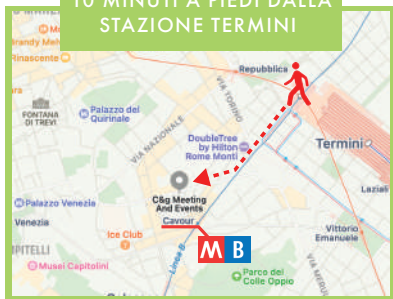 10 MINUTI A PIEDI DALLA
STAZIONE TERMINI
Repubblica
VIA TORINO
FONTANA
DI TREVI
Palazzo del
Quirinale
VIA NAZIONALE
DoubleTree
by Hilton
Rome Monti
Termini
C&g Meeting
And Events
Cavour
Palazzo Venezia
Venezia
Ice Club
M B
Linea B
Vittorio
Emanuele
PITELLI
Musei Capitolini
Parco del
Colle Oppio